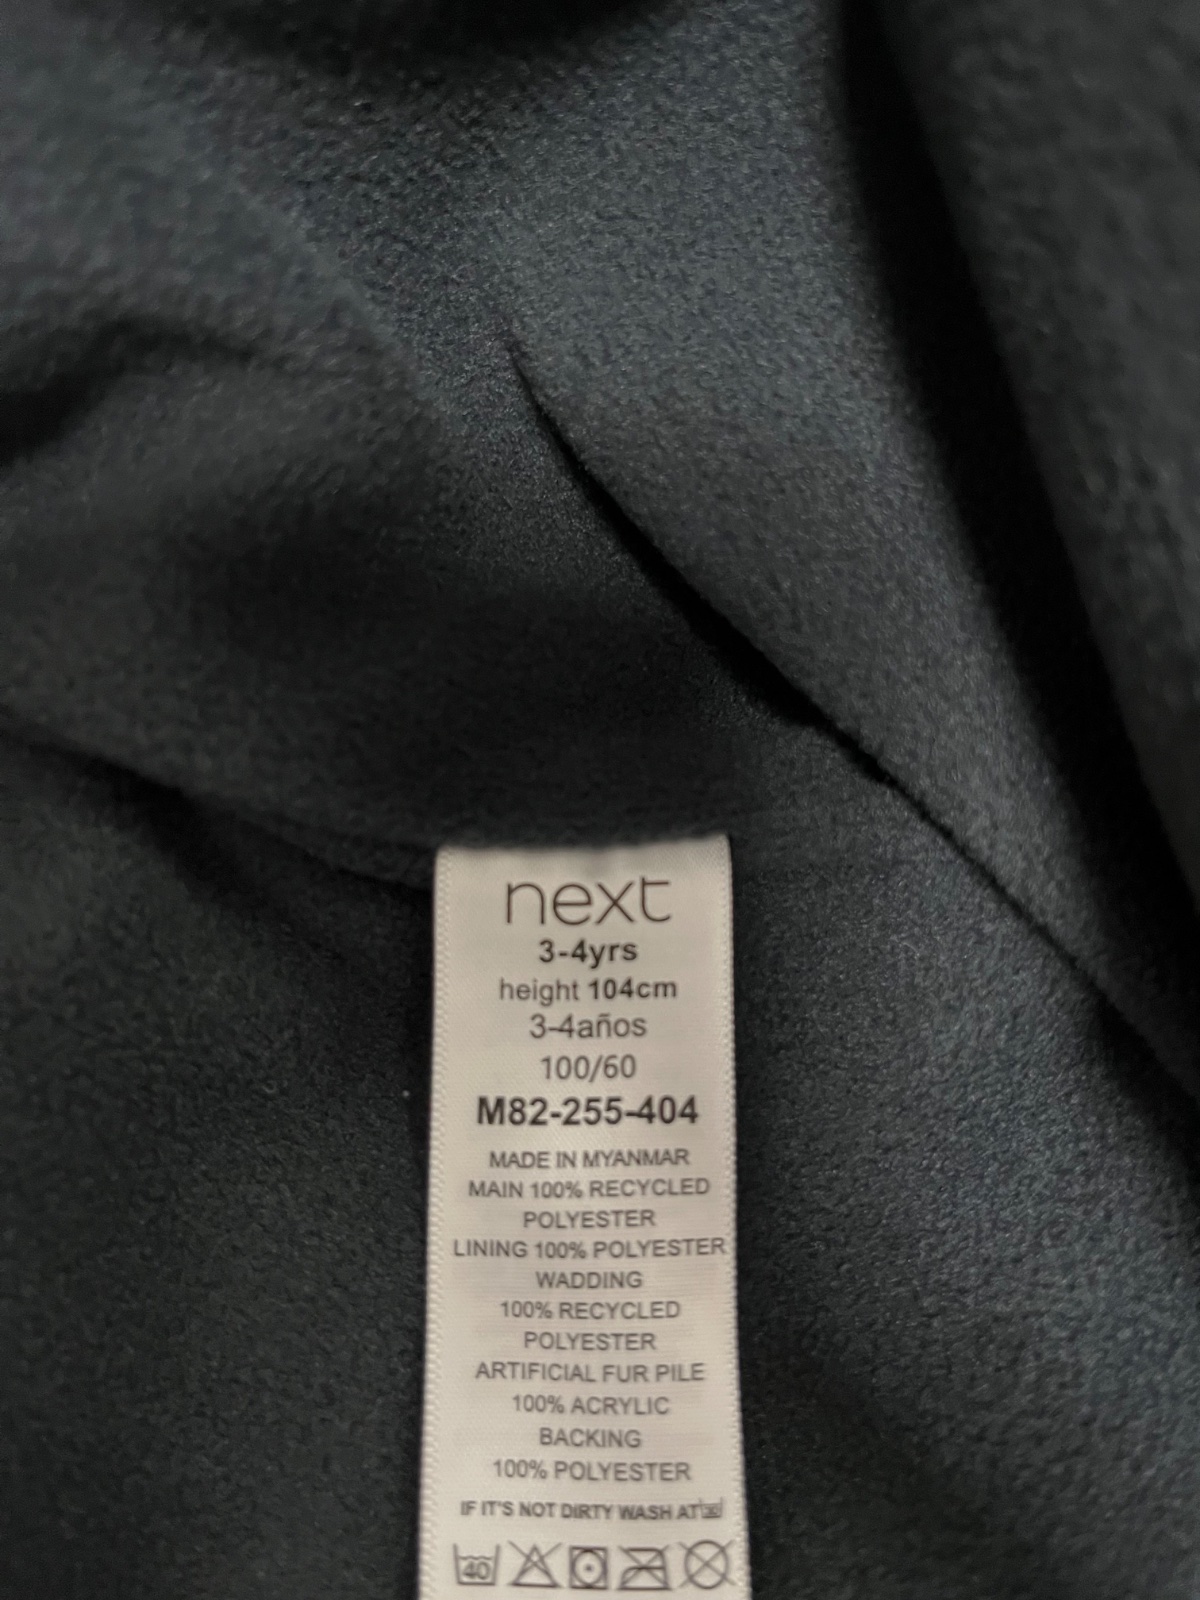 next
3-4yrs
height 104cm
3-4años
100/60
M82-255-404
MADE IN MYANMAR
MAIN 100% RECYCLED
POLYESTER
LINING 100% POLYESTER
WADDING
100% RECYCLED
POLYESTER
ARTIFICIAL FUR PILE
100% ACRYLIC
BACKING
100% POLYESTER
IF IT'S NOT DIRTY WASH AT
40